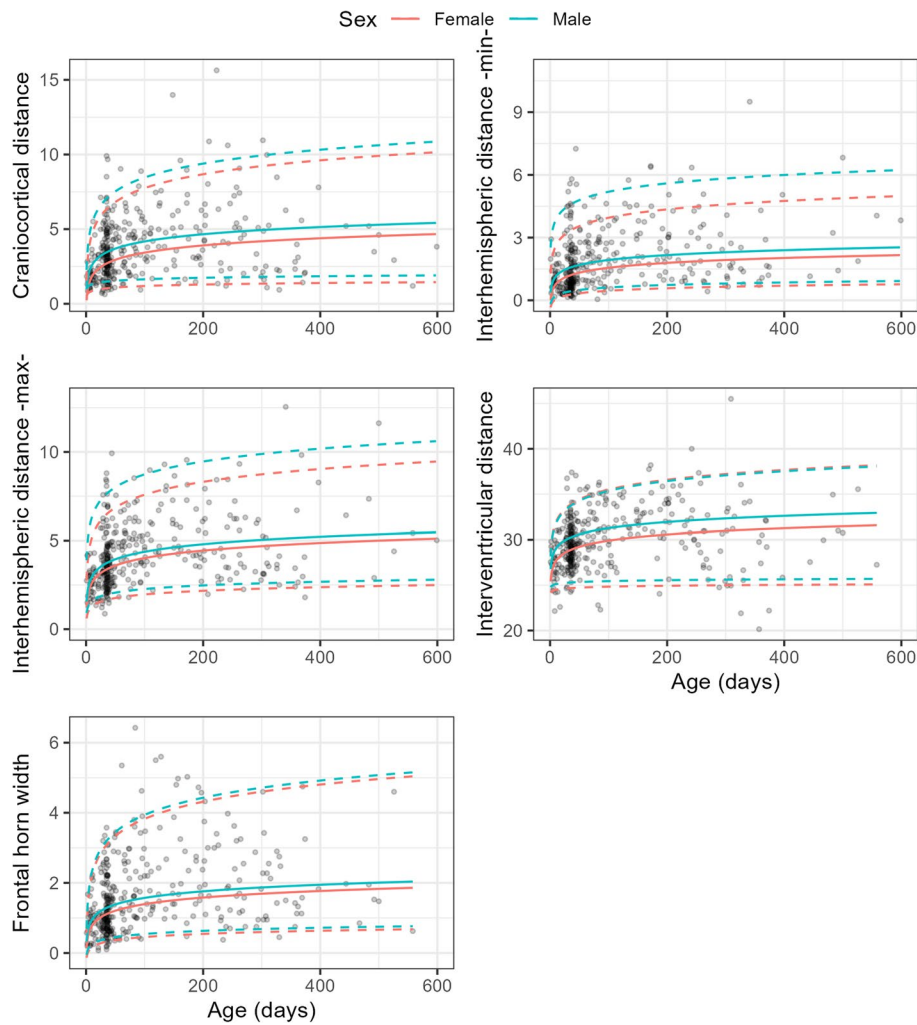 Sex Female Male
Craniocortical distance
15
10
5
0
0 200 400 600
Interhemispheric distance -min-
9
6
3
0
0 200 400 600
Interhemispheric distance -max-
10
5
0
0 200 400 600
Interventricular distance
40
30
20
0 200 400 600
Age (days)
Frontal horn width
6
4
2
0
0 200 400 600
Age (days)